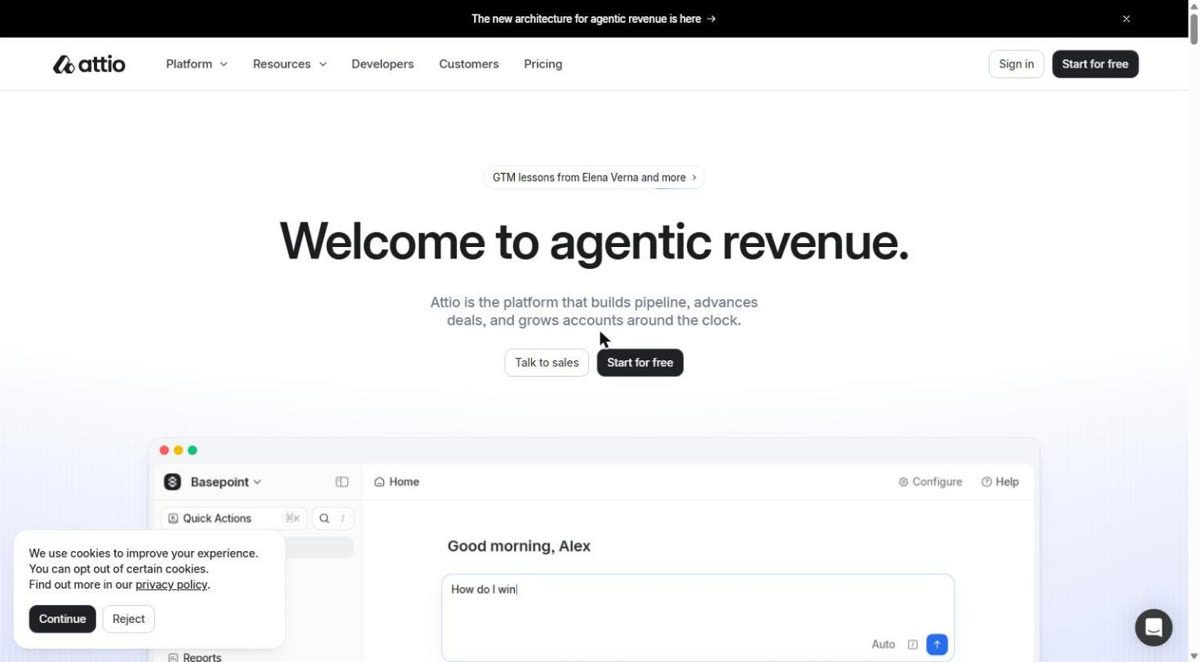 The new architecture for agentic revenue is here →
attio
Platform
Resources
Developers
Customers
Pricing
Sign in
Start for free
GTM lessons from Elena Verna and more
Welcome to agentic revenue.
Attio is the platform that builds pipeline, advances
deals, and grows accounts around the clock.
Talk to sales
Start for free
Basepoint
Home
Configure
Help
Quick Actions
⌘K
/
Good morning, Alex
How do I win
Auto
Reports
We use cookies to improve your experience.
You can opt out of certain cookies.
Find out more in our privacy policy.
Continue
Reject